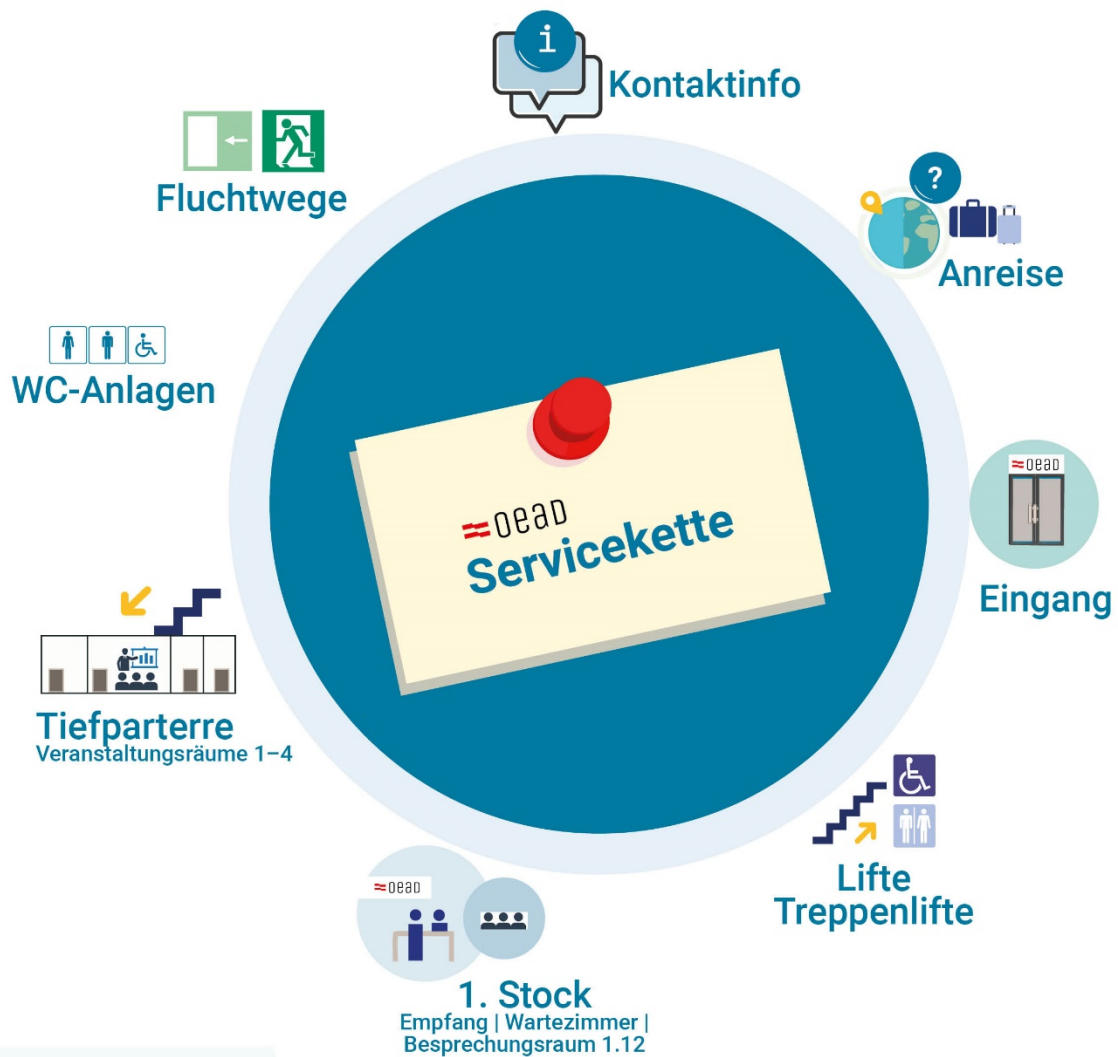 i
Kontaktinfo
?
Anreise
oead
Eingang
Lifte
Treppenlifte
oead
1. Stock
Empfang | Wartezimmer |
Besprechungsraum 1.12
Tiefparterre
Veranstaltungsräume 1–4
WC-Anlagen
Fluchtwege
oead
Servicekette